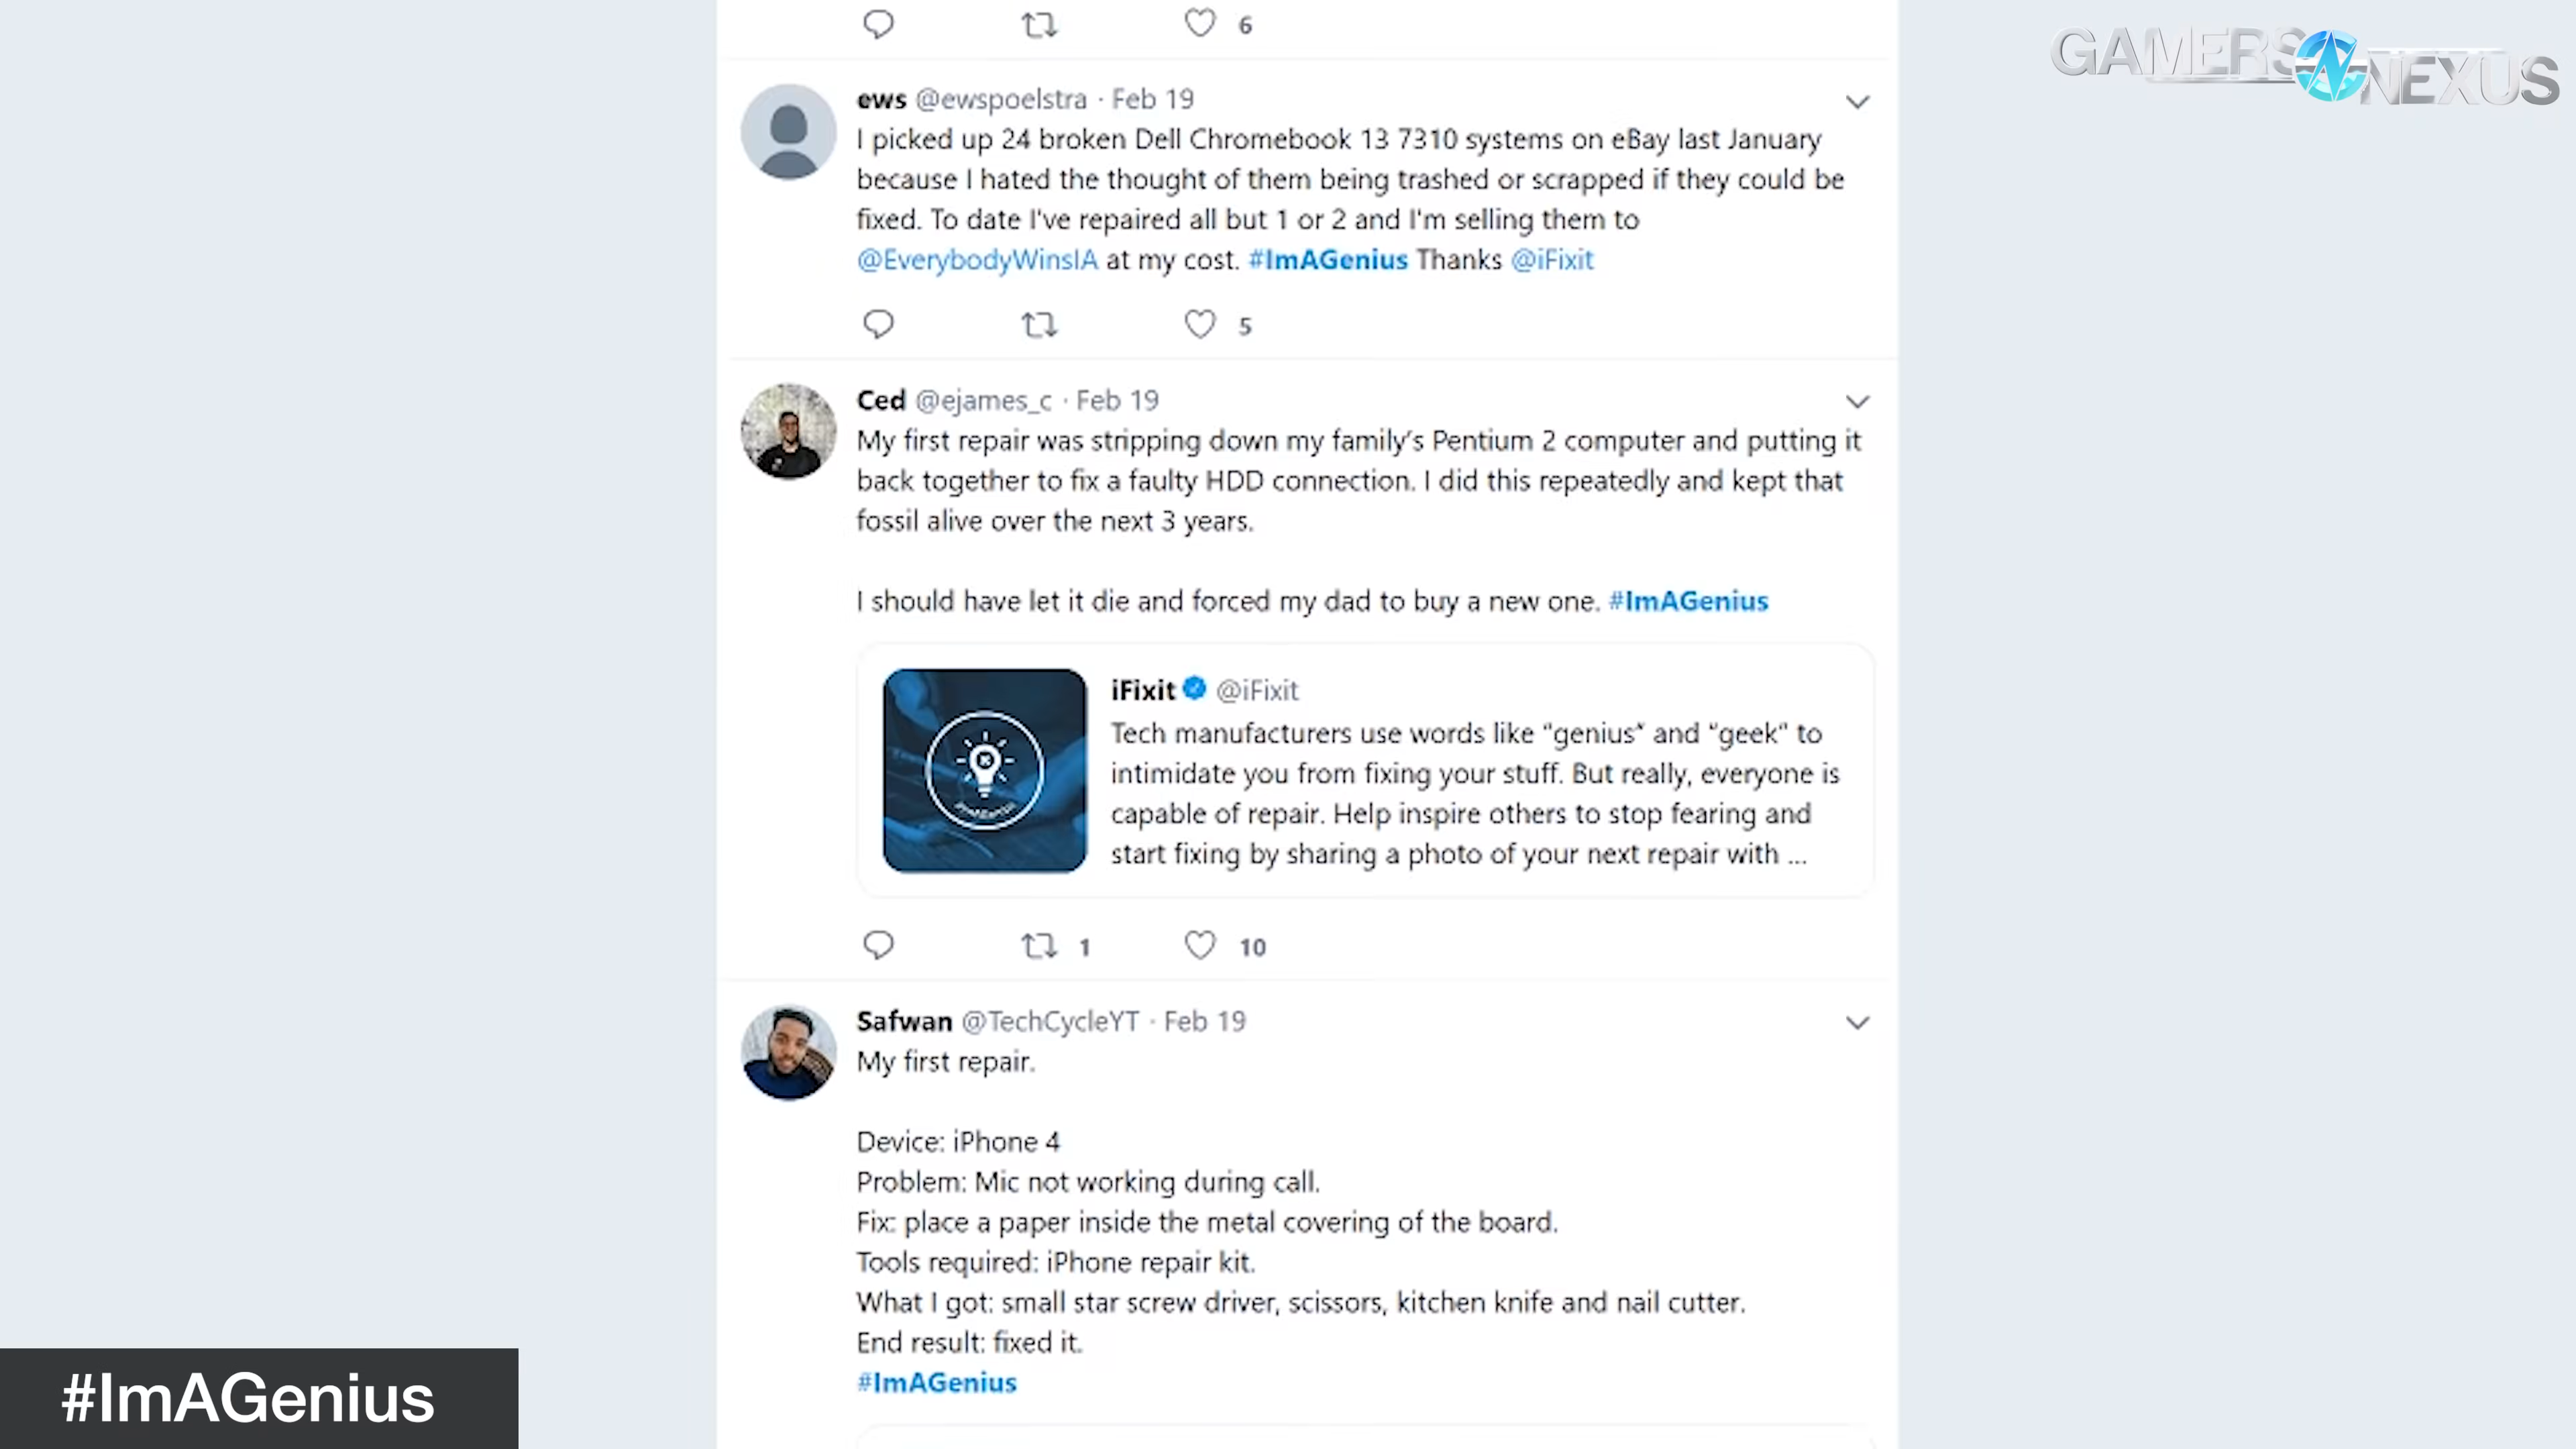 6
GAMERS NEXUS
ews @ewspoelstra · Feb 19
I picked up 24 broken Dell Chromebook 13 7310 systems on eBay last January
because I hated the thought of them being trashed or scrapped if they could be
fixed. To date I've repaired all but 1 or 2 and I'm selling them to
@EverybodyWinsIA at my cost. #ImAGenius Thanks @iFixit
5
Ced @ejames_c · Feb 19
My first repair was stripping down my family's Pentium 2 computer and putting it
back together to fix a faulty HDD connection. I did this repeatedly and kept that
fossil alive over the next 3 years.
I should have let it die and forced my dad to buy a new one. #ImAGenius
iFixit @iFixit
Tech manufacturers use words like "genius" and "geek" to
intimidate you from fixing your stuff. But really, everyone is
capable of repair. Help inspire others to stop fearing and
start fixing by sharing a photo of your next repair with ...
1 10
Safwan @TechCycleYT · Feb 19
My first repair.
Device: iPhone 4
Problem: Mic not working during call.
Fix: place a paper inside the metal covering of the board.
Tools required: iPhone repair kit.
What I got: small star screw driver, scissors, kitchen knife and nail cutter.
End result: fixed it.
#ImAGenius
#ImAGenius